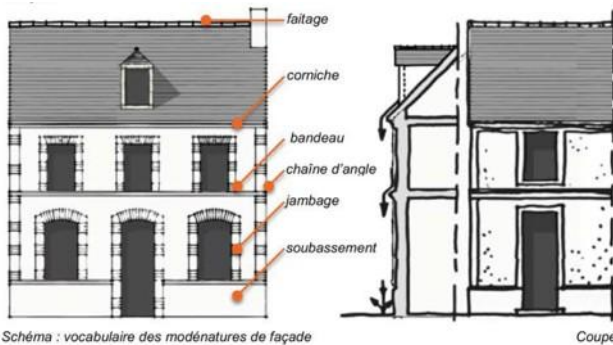 faitage
corniche
bandeau
chaîne d'angle
jambage
soubassement
Schéma : vocabulaire des modénatures de façade
Coupe